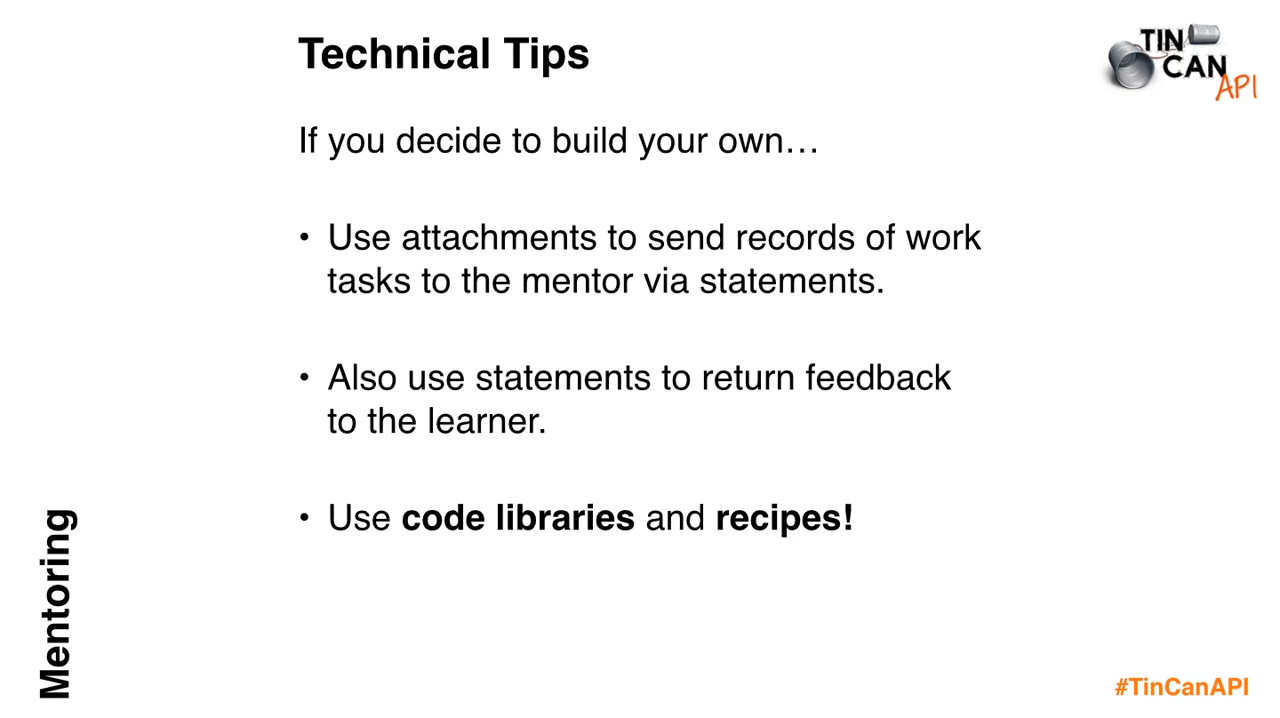 Technical Tips
TIN
CAN
API
If you decide to build your own…
• Use attachments to send records of work
tasks to the mentor via statements.
• Also use statements to return feedback
to the learner.
• Use code libraries and recipes!
Mentoring
#TinCanAPI